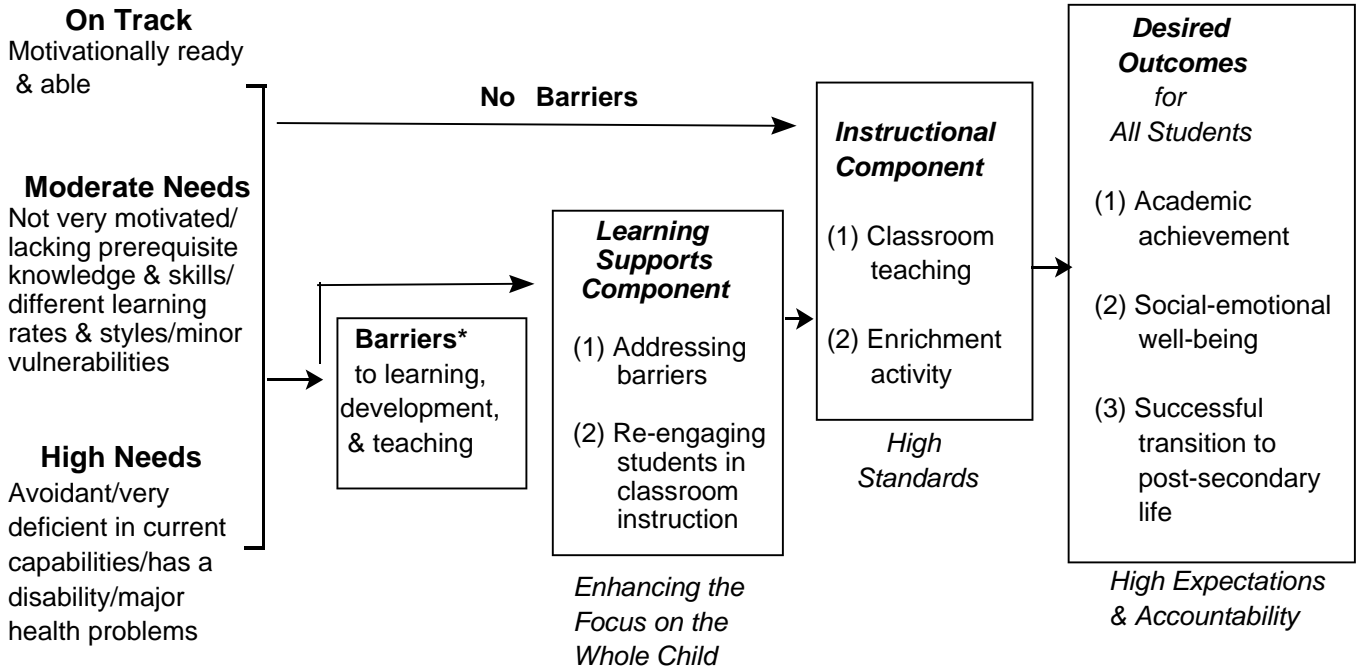 On Track
Motivationally ready
& able
Moderate Needs
Not very motivated/
lacking prerequisite
knowledge & skills/
different learning
rates & styles/minor
vulnerabilities
High Needs
Avoidant/very
deficient in current
capabilities/has a
disability/major
health problems
No Barriers
Barriers*
to learning,
development,
& teaching
Learning
Supports
Component
(1) Addressing
barriers
(2) Re-engaging
students in
classroom
instruction
Enhancing the
Focus on the
Whole Child
Instructional
Component
(1) Classroom
teaching
(2) Enrichment
activity
High
Standards
Desired
Outcomes
for
All Students
(1) Academic
achievement
(2) Social-emotional
well-being
(3) Successful
transition to
post-secondary
life
High Expectations
& Accountability